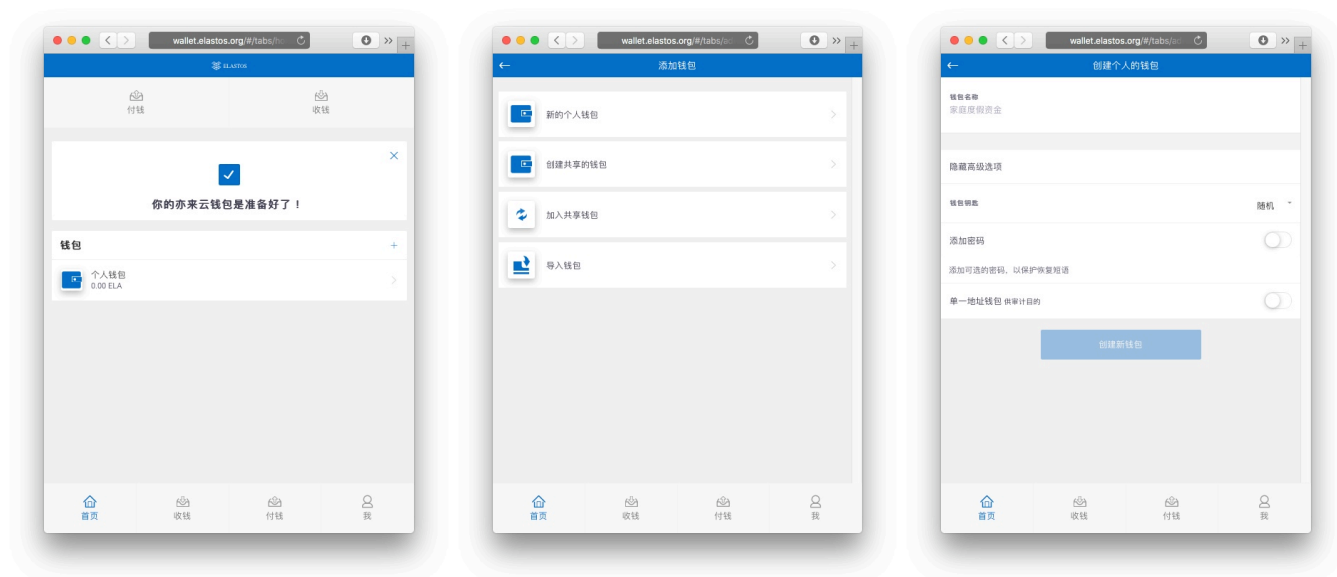 wallet.elastos.org/#/tabs/ho
ELASTOS
付钱
收钱
你的亦来云钱包是准备好了！
钱包
个人钱包
0.00 ELA
首页
收钱
付钱
我
wallet.elastos.org/#/tabs/ad
添加钱包
新的个人钱包
创建共享的钱包
加入共享钱包
导入钱包
首页
收钱
付钱
我
wallet.elastos.org/#/tabs/ad
创建个人的钱包
钱包名称
家庭度假资金
隐藏高级选项
钱包钥匙 随机
添加密码
添加可选的密码，以保护恢复短语
单一地址钱包 供审计目的
创建新钱包
首页
收钱
付钱
我